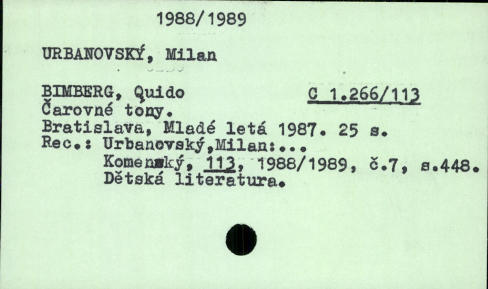 1988/1989
URBANOVSKÝ, Milan
BIMBERG, Quido C 1.266/113
Čarovné tóny.
Bratislava, Mladé letá 1987. 25 s.
Rec.: Urbanovský,Milan:...
Komenský, 113, 1988/1989, č.7, s.448.
Dětská literatura.